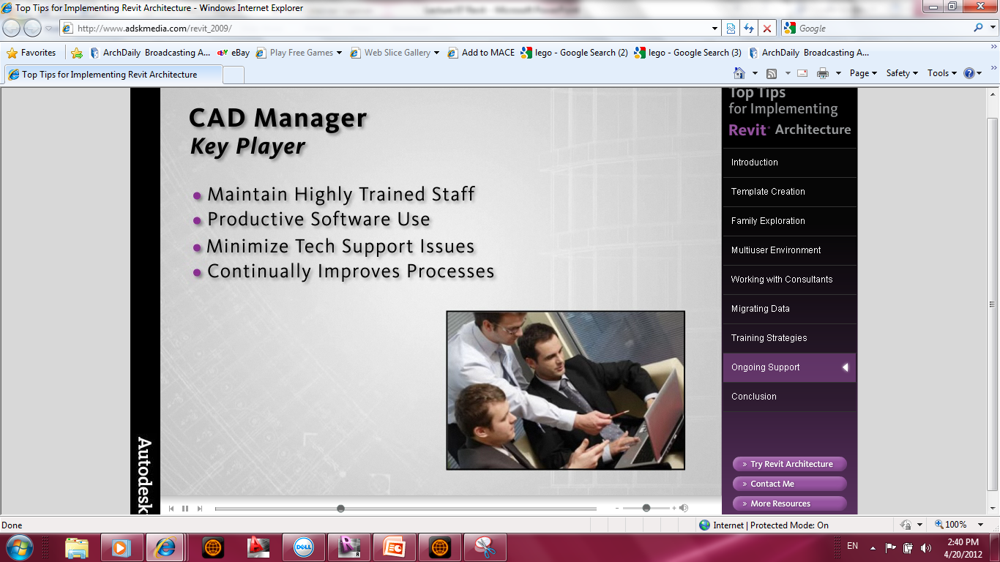 Top Tips for Implementing Revit Architecture - Windows Internet Explorer
http://www.adskmedia.com/revit_2009/
Google
Favorites
ArchDaily Broadcasting A...
eBay
Play Free Games
Web Slice Gallery
Add to MACE
lego - Google Search (2)
lego - Google Search (3)
ArchDaily Broadcasting A...
Top Tips for Implementing Revit Architecture
Page
Safety
Tools
CAD Manager
Key Player
Maintain Highly Trained Staff
Productive Software Use
Minimize Tech Support Issues
Continually Improves Processes
Autodesk
Top Tips
for Implementing
Revit Architecture
Introduction
Template Creation
Family Exploration
Multiuser Environment
Working with Consultants
Migrating Data
Training Strategies
Ongoing Support
Conclusion
» Try Revit Architecture
» Contact Me
» More Resources
Done
Internet | Protected Mode: On
100%
DELL
EN
2:40 PM
4/20/2012